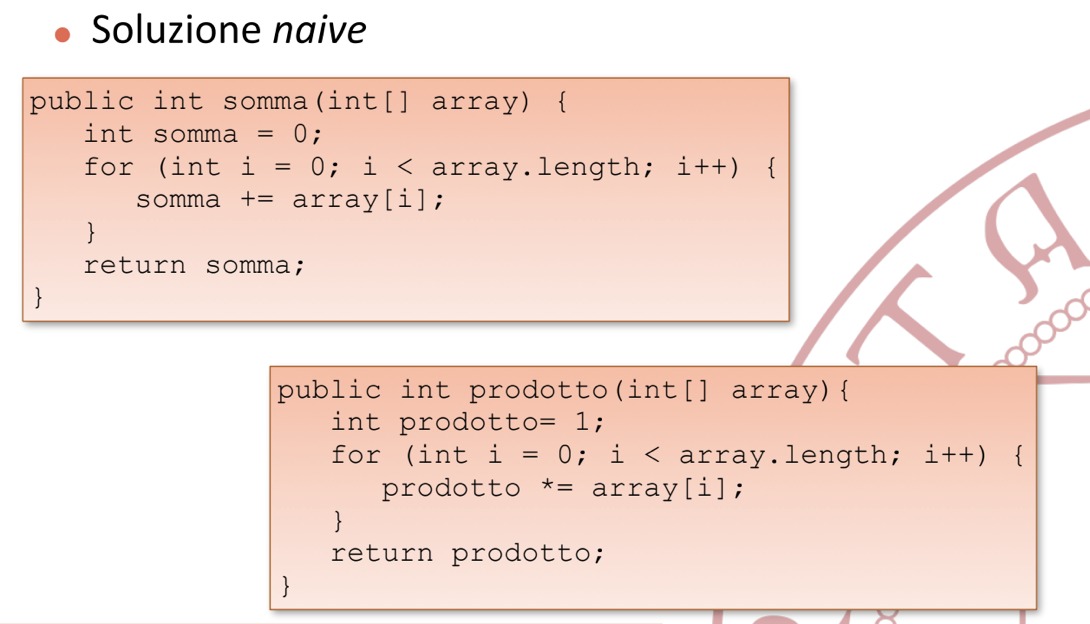 • Soluzione naive
public int somma(int[] array) {
   int somma = 0;
   for (int i = 0; i < array.length; i++) {
      somma += array[i];
   }
   return somma;
}
public int prodotto(int[] array){
   int prodotto= 1;
   for (int i = 0; i < array.length; i++) {
      prodotto *= array[i];
   }
   return prodotto;
}
TA